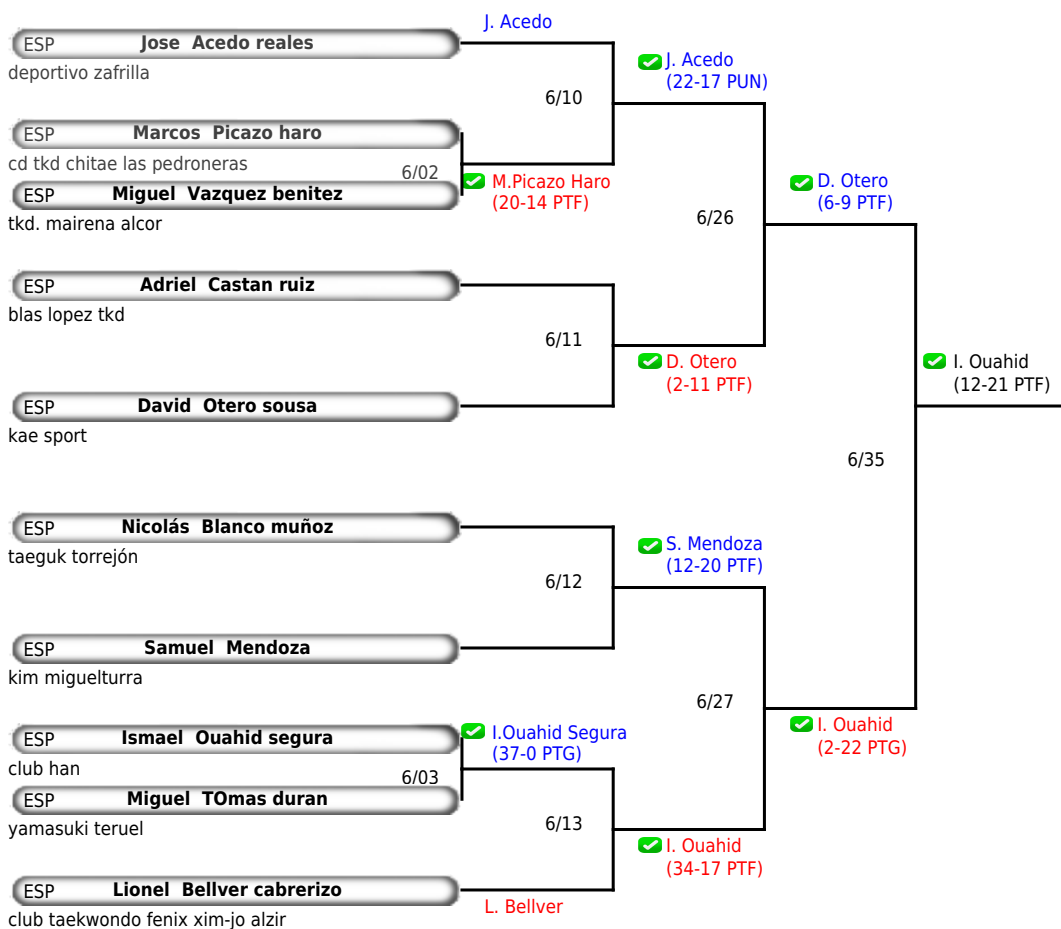 J. Acedo
ESP Jose Acedo reales
deportivo zafrilla
J. Acedo
(22-17 PUN)
6/10
ESP Marcos Picazo haro
cd tkd chitae las pedroneras
6/02
M.Picazo Haro
(20-14 PTF)
ESP Miguel Vazquez benitez
tkd. mairena alcor
D. Otero
(6-9 PTF)
6/26
ESP Adriel Castan ruiz
blas lopez tkd
6/11
D. Otero
(2-11 PTF)
I. Ouahid
(12-21 PTF)
ESP David Otero sousa
kae sport
6/35
ESP Nicolás Blanco muñoz
taeguk torrejón
S. Mendoza
(12-20 PTF)
6/12
ESP Samuel Mendoza
kim miguelturra
6/27
I. Ouahid
(2-22 PTG)
ESP Ismael Ouahid segura
club han
I.Ouahid Segura
(37-0 PTG)
6/03
ESP Miguel TOmas duran
yamasuki teruel
6/13
I. Ouahid
(34-17 PTF)
ESP Lionel Bellver cabrerizo
club taekwondo fenix xim-jo alzir
L. Bellver